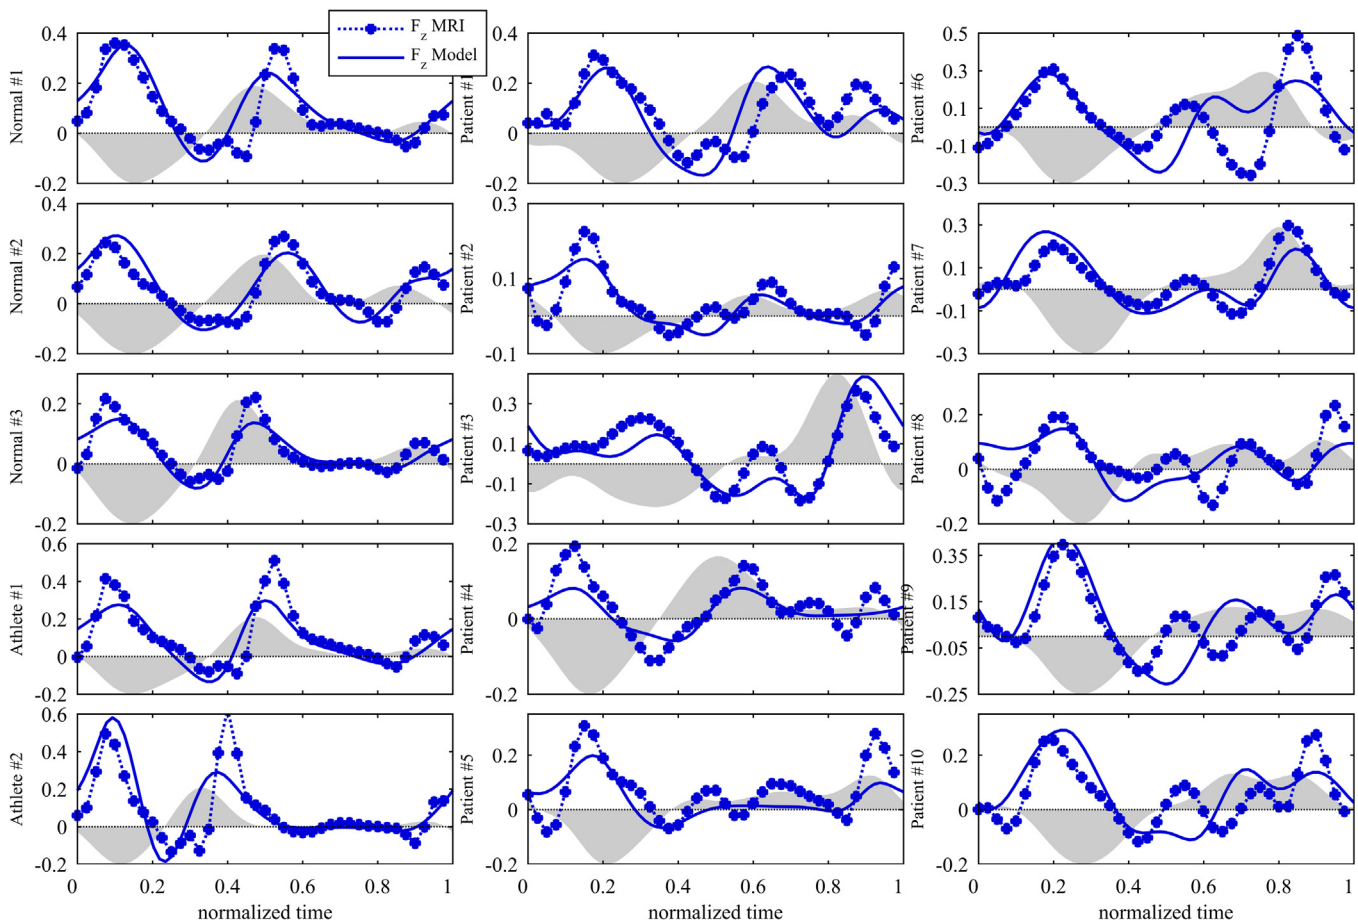 F_z MRI
F_z Model
Normal #1
0.4
0.2
0
-0.2
Patient #1
0.4
0.2
0
-0.2
Patient #6
0.5
0.3
0.1
-0.1
-0.3
Normal #2
0.4
0.2
0
-0.2
Patient #2
0.3
0.1
-0.1
Patient #7
0.3
0.1
-0.1
-0.3
Normal #3
0.2
0
-0.2
Patient #3
0.3
0.1
-0.1
-0.3
Patient #8
0.2
0
-0.2
Athlete #1
0.6
0.4
0.2
0
-0.2
Patient #4
0.2
0
-0.2
Patient #9
0.35
0.15
-0.05
-0.25
Athlete #2
0.6
0.4
0.2
0
-0.2
0 0.2 0.4 0.6 0.8 1
normalized time
Patient #5
0.2
0
-0.2
0 0.2 0.4 0.6 0.8 1
normalized time
Patient #10
0.2
0
-0.2
0 0.2 0.4 0.6 0.8 1
normalized time